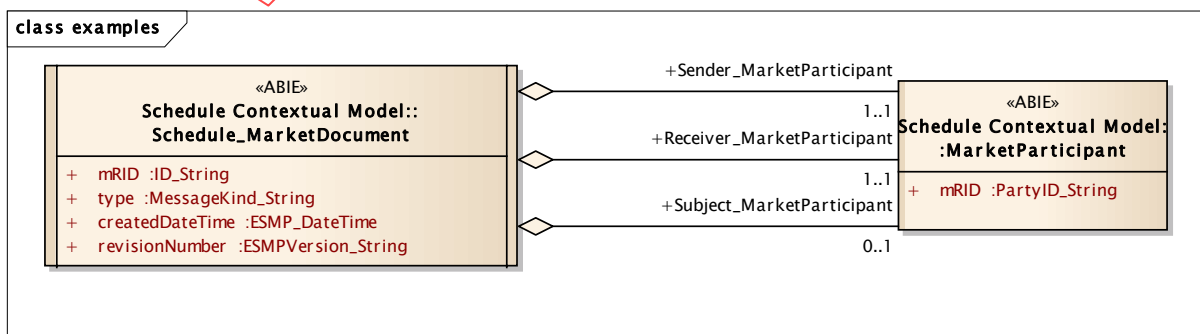 class examples
«ABIE»
Schedule Contextual Model::
Schedule_MarketDocument
+ mRID :ID_String
+ type :MessageKind_String
+ createdDateTime :ESMP_DateTime
+ revisionNumber :ESMPVersion_String
+Sender_MarketParticipant
1..1
+Receiver_MarketParticipant
1..1
+Subject_MarketParticipant
0..1
«ABIE»
Schedule Contextual Model:
:MarketParticipant
+ mRID :PartyID_String